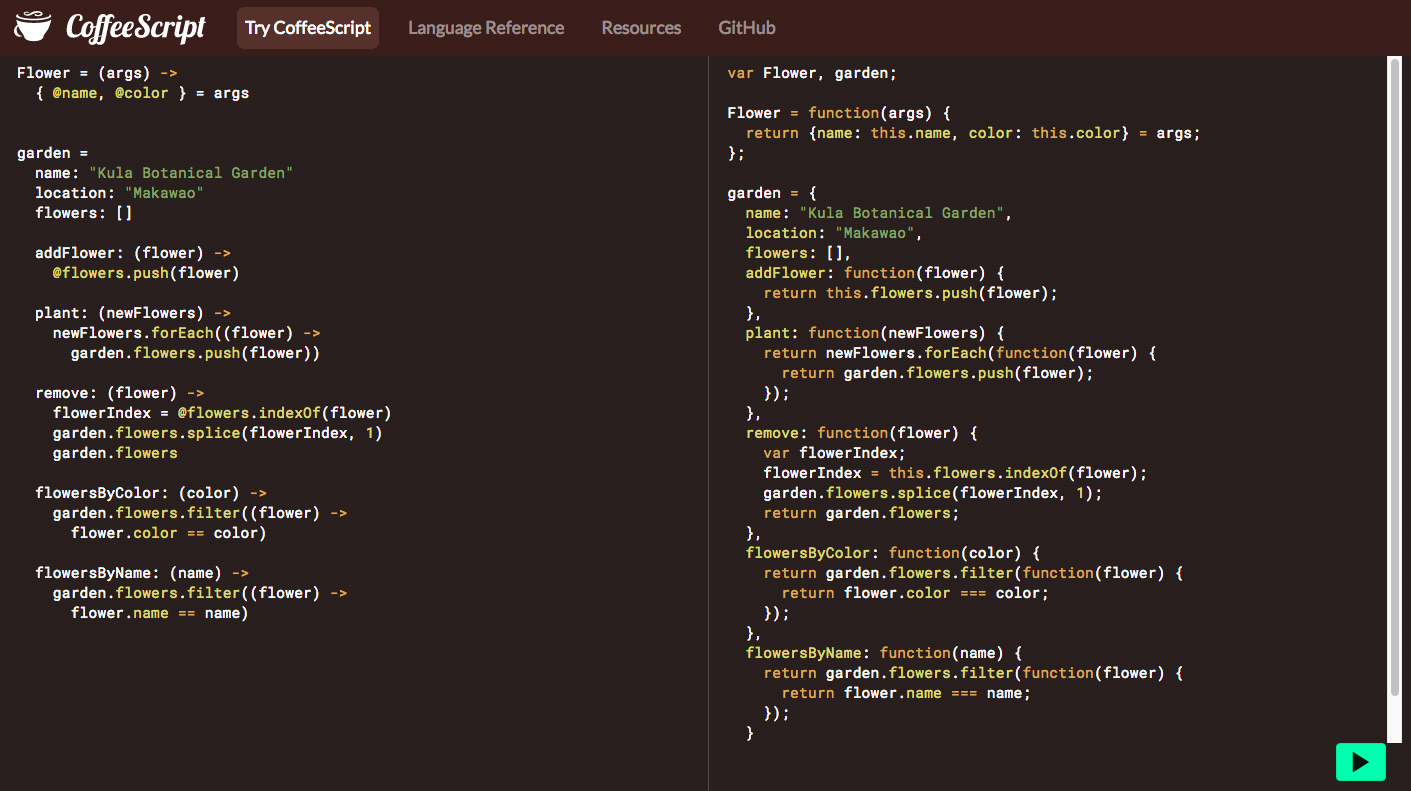 CoffeeScript Try CoffeeScript Language Reference Resources GitHub
Flower = (args) ->
  { @name, @color } = args
garden =
  name: "Kula Botanical Garden"
  location: "Makawao"
  flowers: []
  addFlower: (flower) ->
    @flowers.push(flower)
  plant: (newFlowers) ->
    newFlowers.forEach((flower) ->
      garden.flowers.push(flower))
  remove: (flower) ->
    flowerIndex = @flowers.indexOf(flower)
    garden.flowers.splice(flowerIndex, 1)
    garden.flowers
  flowersByColor: (color) ->
    garden.flowers.filter((flower) ->
      flower.color == color)
  flowersByName: (name) ->
    garden.flowers.filter((flower) ->
      flower.name == name)
var Flower, garden;
Flower = function(args) {
  return {name: this.name, color: this.color} = args;
};
garden = {
  name: "Kula Botanical Garden",
  location: "Makawao",
  flowers: [],
  addFlower: function(flower) {
    return this.flowers.push(flower);
  },
  plant: function(newFlowers) {
    return newFlowers.forEach(function(flower) {
      return garden.flowers.push(flower);
    });
  },
  remove: function(flower) {
    var flowerIndex;
    flowerIndex = this.flowers.indexOf(flower);
    garden.flowers.splice(flowerIndex, 1);
    return garden.flowers;
  },
  flowersByColor: function(color) {
    return garden.flowers.filter(function(flower) {
      return flower.color === color;
    });
  },
  flowersByName: function(name) {
    return garden.flowers.filter(function(flower) {
      return flower.name === name;
    });
  }